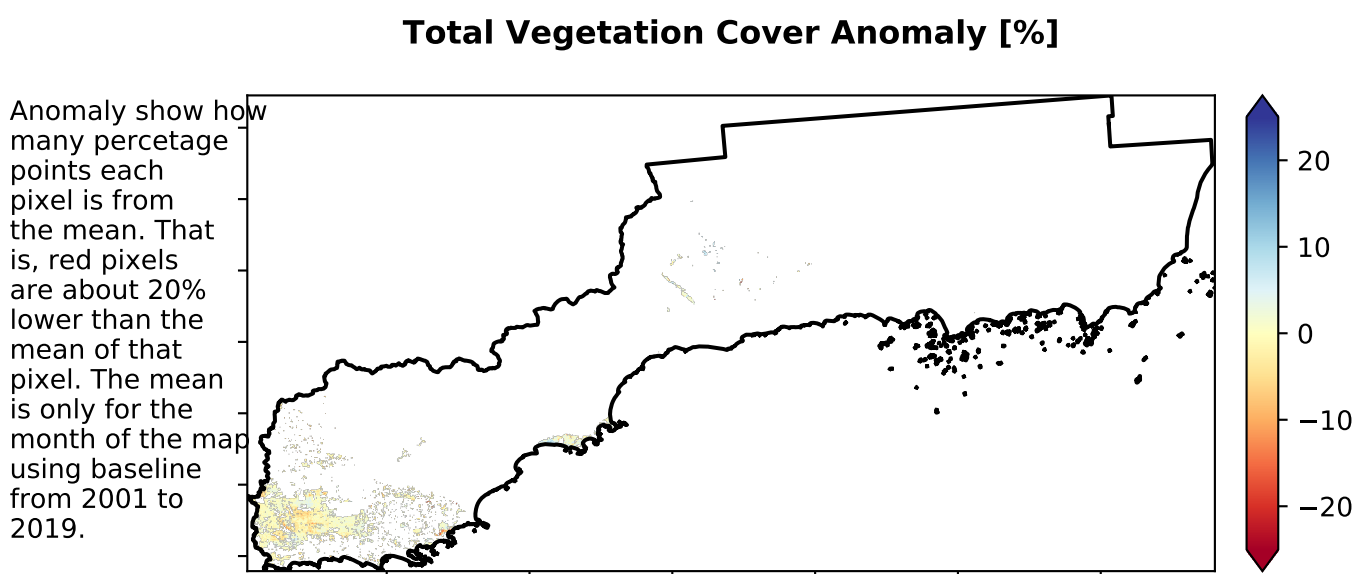 Total Vegetation Cover Anomaly [%]
Anomaly show how
many percetage
points each
pixel is from
the mean. That
is, red pixels
are about 20%
lower than the
mean of that
pixel. The mean
is only for the
month of the map
using baseline
from 2001 to
2019.
20
10
0
−10
−20